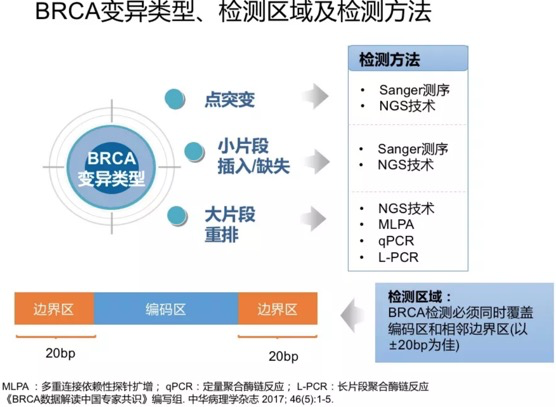 BRCA变异类型、检测区域及检测方法
检测方法
点突变
• Sanger测序
• NGS技术
BRCA
变异类型
小片段
插入/缺失
• Sanger测序
• NGS技术
大片段
重排
• NGS技术
• MLPA
• qPCR
• L-PCR
边界区
编码区
边界区
20bp
20bp
检测区域：
BRCA检测必须同时覆盖
编码区和相邻边界区(以
±20bp为佳)
MLPA ：多重连接依赖性探针扩增； qPCR：定量聚合酶链反应； L-PCR：长片段聚合酶链反应
《BRCA数据解读中国专家共识》编写组. 中华病理学杂志 2017; 46(5):1-5.